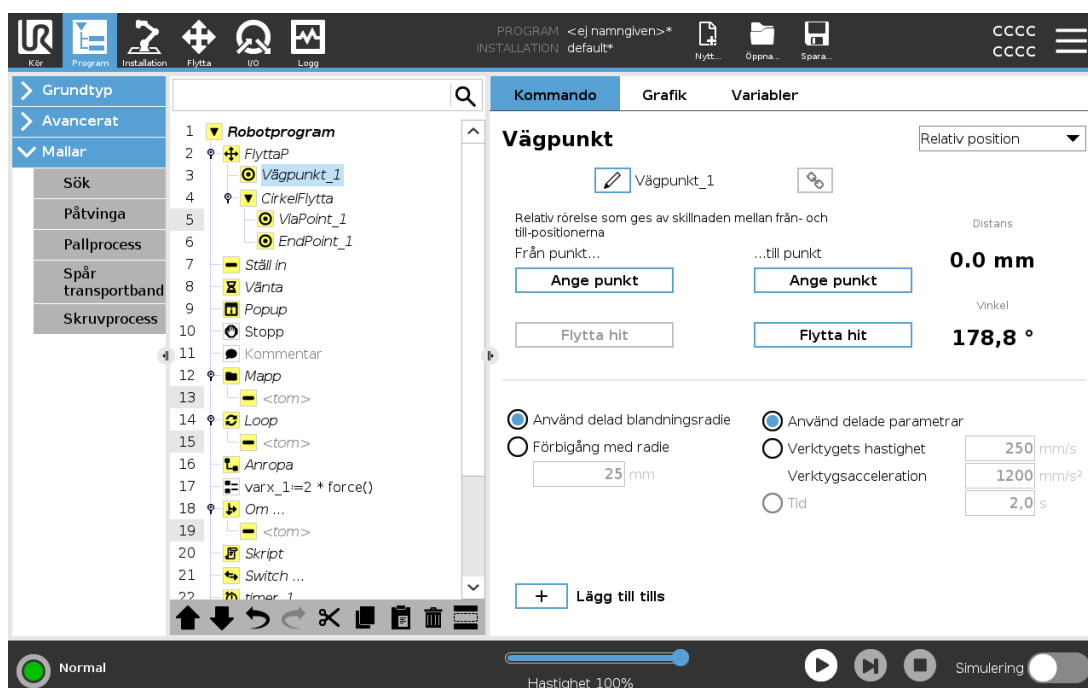 UR
Kör
Program
Installation
Flytta
I/O
Logg
PROGRAM <ej namngiven>*
INSTALLATION default*
Nytt...
Öppna...
Spara...
CCCC
CCCC
Grundtyp
Avancerat
Mallar
Sök
Påtvinga
Pallprocess
Spår
transportband
Skruvprocess
1 Robotprogram
2 FlyttaP
3 Vägpunkt_1
4 CirkelFlytta
5 ViaPoint_1
6 EndPoint_1
7 Ställ in
8 Vänta
9 Popup
10 Stopp
11 Kommentar
12 Mapp
13 <tom>
14 Loop
15 <tom>
16 Anropa
17 varx_1:=2 * force()
18 Om ...
19 <tom>
20 Skript
21 Switch ...
22 timer_1
Kommando
Grafik
Variabler
Vägpunkt
Relativ position
Vägpunkt_1
Relativ rörelse som ges av skillnaden mellan från- och
till-positionerna
Från punkt...
...till punkt
Ange punkt
Ange punkt
Flytta hit
Flytta hit
Distans
0.0 mm
Vinkel
178,8 °
Använd delad blandningsradie
Förbigång med radie
25 mm
Använd delade parametrar
Verktygets hastighet 250 mm/s
Verktygsacceleration 1200 mm/s²
Tid 2,0 s
+ Lägg till tills
Normal
Hastighet 100%
Simulering